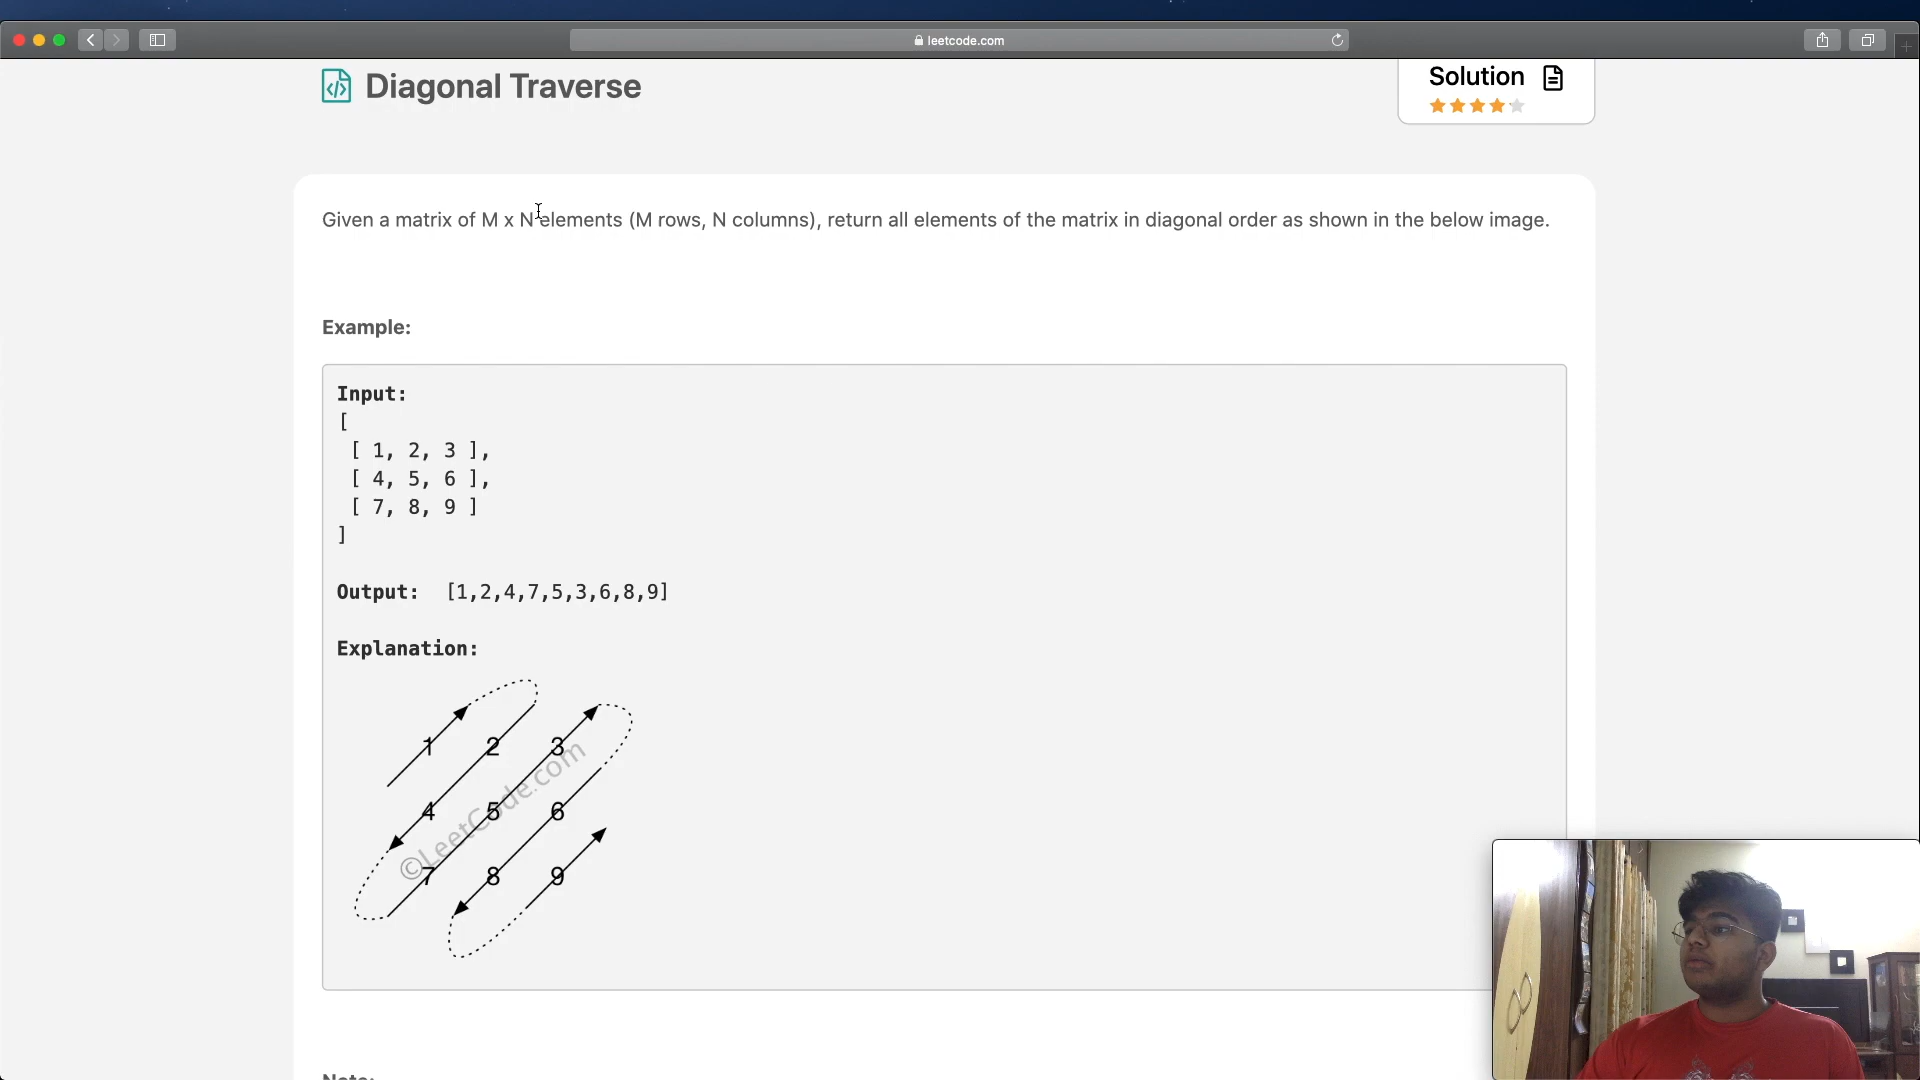 leetcode.com
Diagonal Traverse
Solution
Given a matrix of M x N elements (M rows, N columns), return all elements of the matrix in diagonal order as shown in the below image.
Example:
Input:
[
[ 1, 2, 3 ],
[ 4, 5, 6 ],
[ 7, 8, 9 ]
]
Output: [1,2,4,7,5,3,6,8,9]
Explanation:
1 2 3
4 5 6
7 8 9
©LeetCode.com
Note: